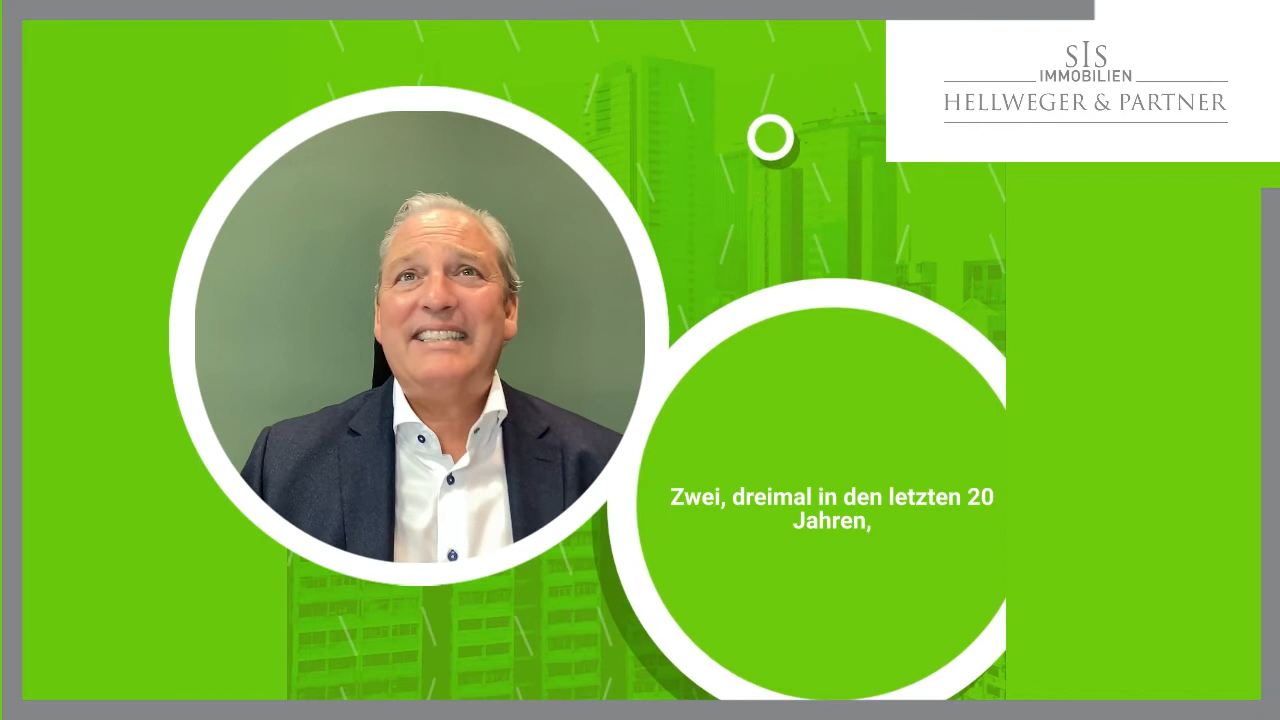 SIS
IMMOBILIEN
HELLWEGER & PARTNER
Zwei, dreimal in den letzten 20
Jahren,